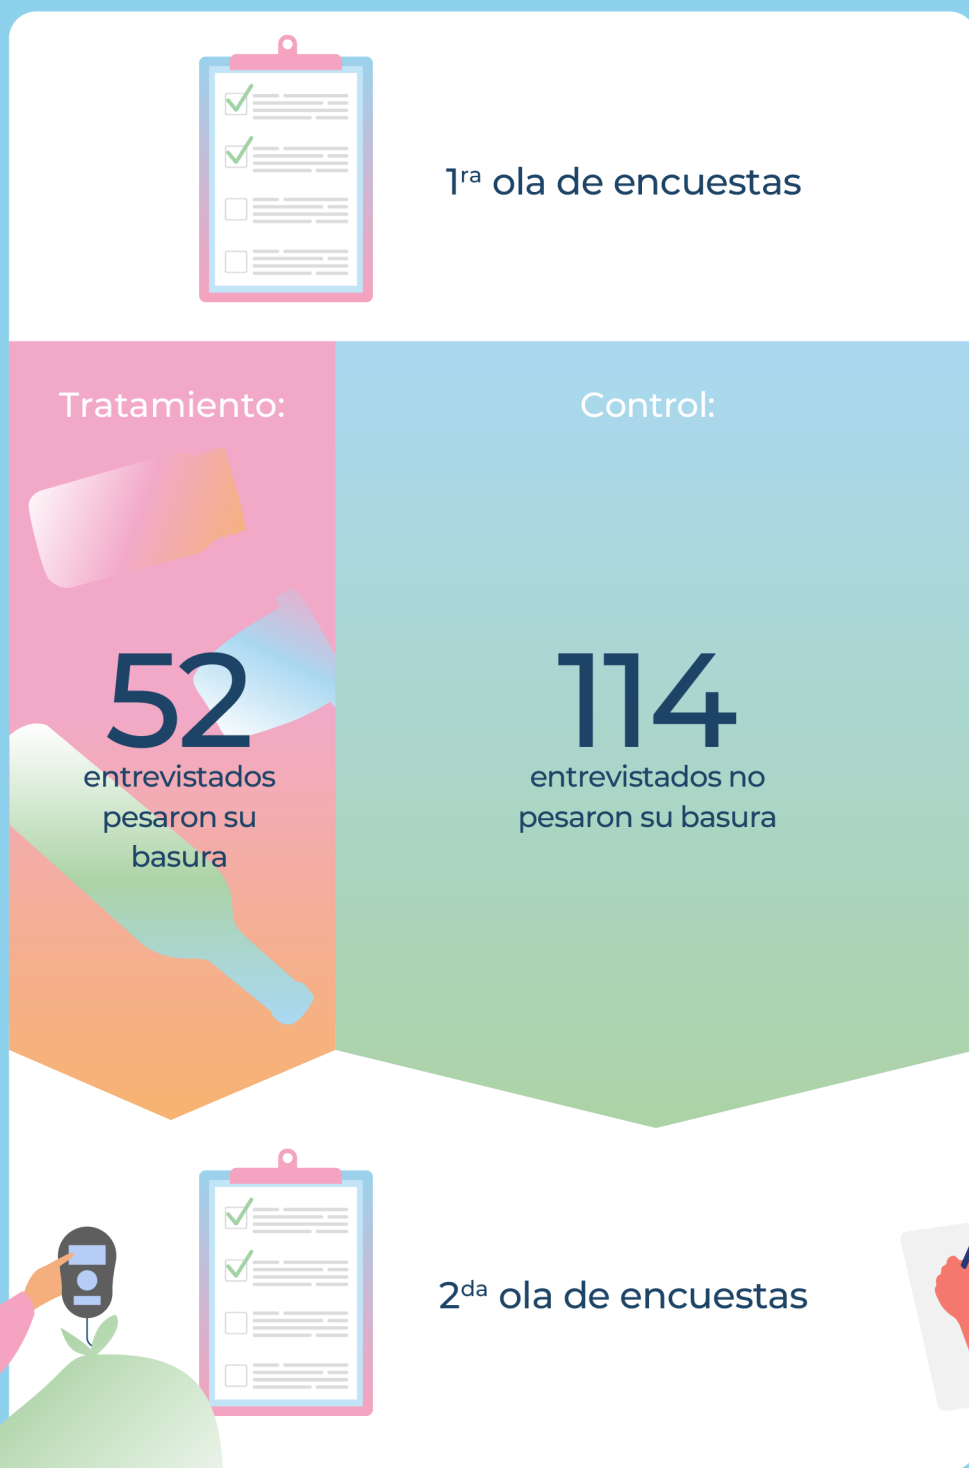 1ra ola de encuestas
Tratamiento:
52
entrevistados
pesaron su
basura
Control:
114
entrevistados no
pesaron su basura
2da ola de encuestas